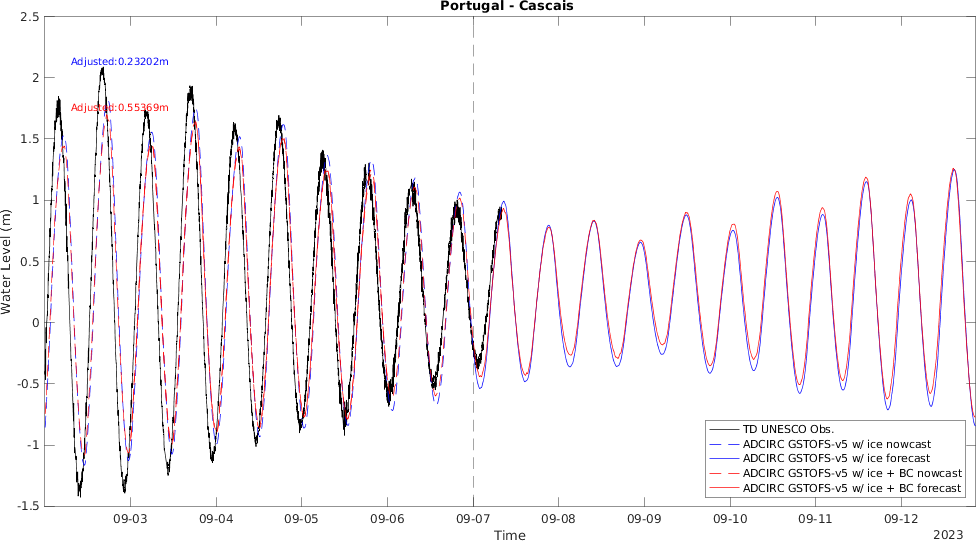 Portugal - Cascais
2.5
2
1.5
1
0.5
0
-0.5
-1
-1.5
Water Level (m)
Adjusted:0.23202m
Adjusted:0.55369m
TD UNESCO Obs.
ADCIRC GSTOFS-v5 w/ ice nowcast
ADCIRC GSTOFS-v5 w/ ice forecast
ADCIRC GSTOFS-v5 w/ ice + BC nowcast
ADCIRC GSTOFS-v5 w/ ice + BC forecast
09-03 09-04 09-05 09-06 09-07 09-08 09-09 09-10 09-11 09-12
Time
2023